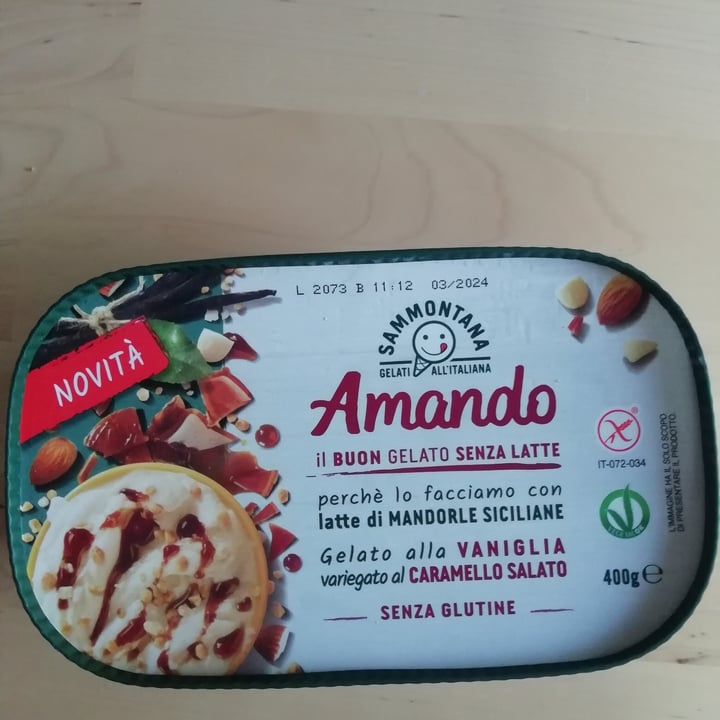 L 2073 B 11:12 03/2024
SAMMONTANA
GELATI ALL'ITALIANA
NOVITÀ
Amando
il BUON GELATO SENZA LATTE
perchè lo facciamo con
latte di MANDORLE SICILIANE
Gelato alla VANIGLIA
variegato al CARAMELLO SALATO
SENZA GLUTINE
IT-072-034
400g e
L'IMMAGINE HA IL SOLO SCOPO
DI PRESENTARE IL PRODOTTO.